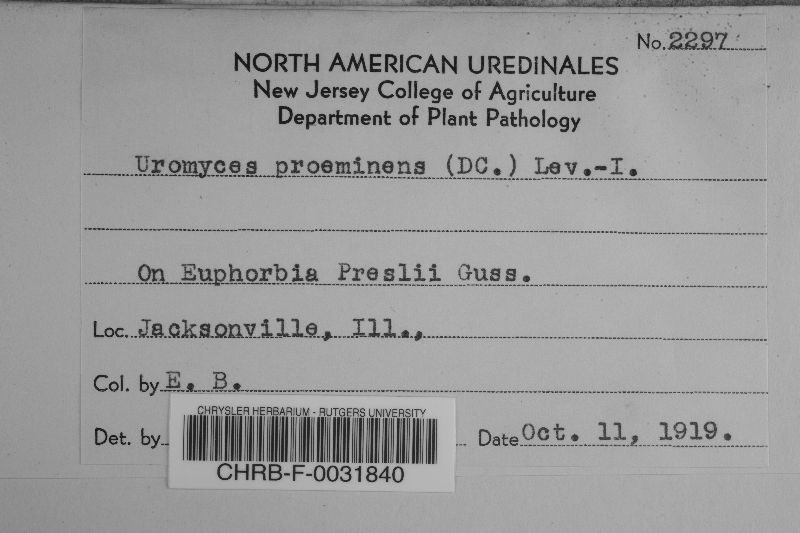 No. 2297
NORTH AMERICAN UREDINALES
New Jersey College of Agriculture
Department of Plant Pathology
Uromyces proeminens (DC.) Lev.-I.
On Euphorbia Preslii Guss.
Loc. Jacksonville, Ill.,
Col. by E. B.
Det. by
Date Oct. 11, 1919.
CHRYSLER HERBARIUM - RUTGERS UNIVERSITY
CHRB-F-0031840